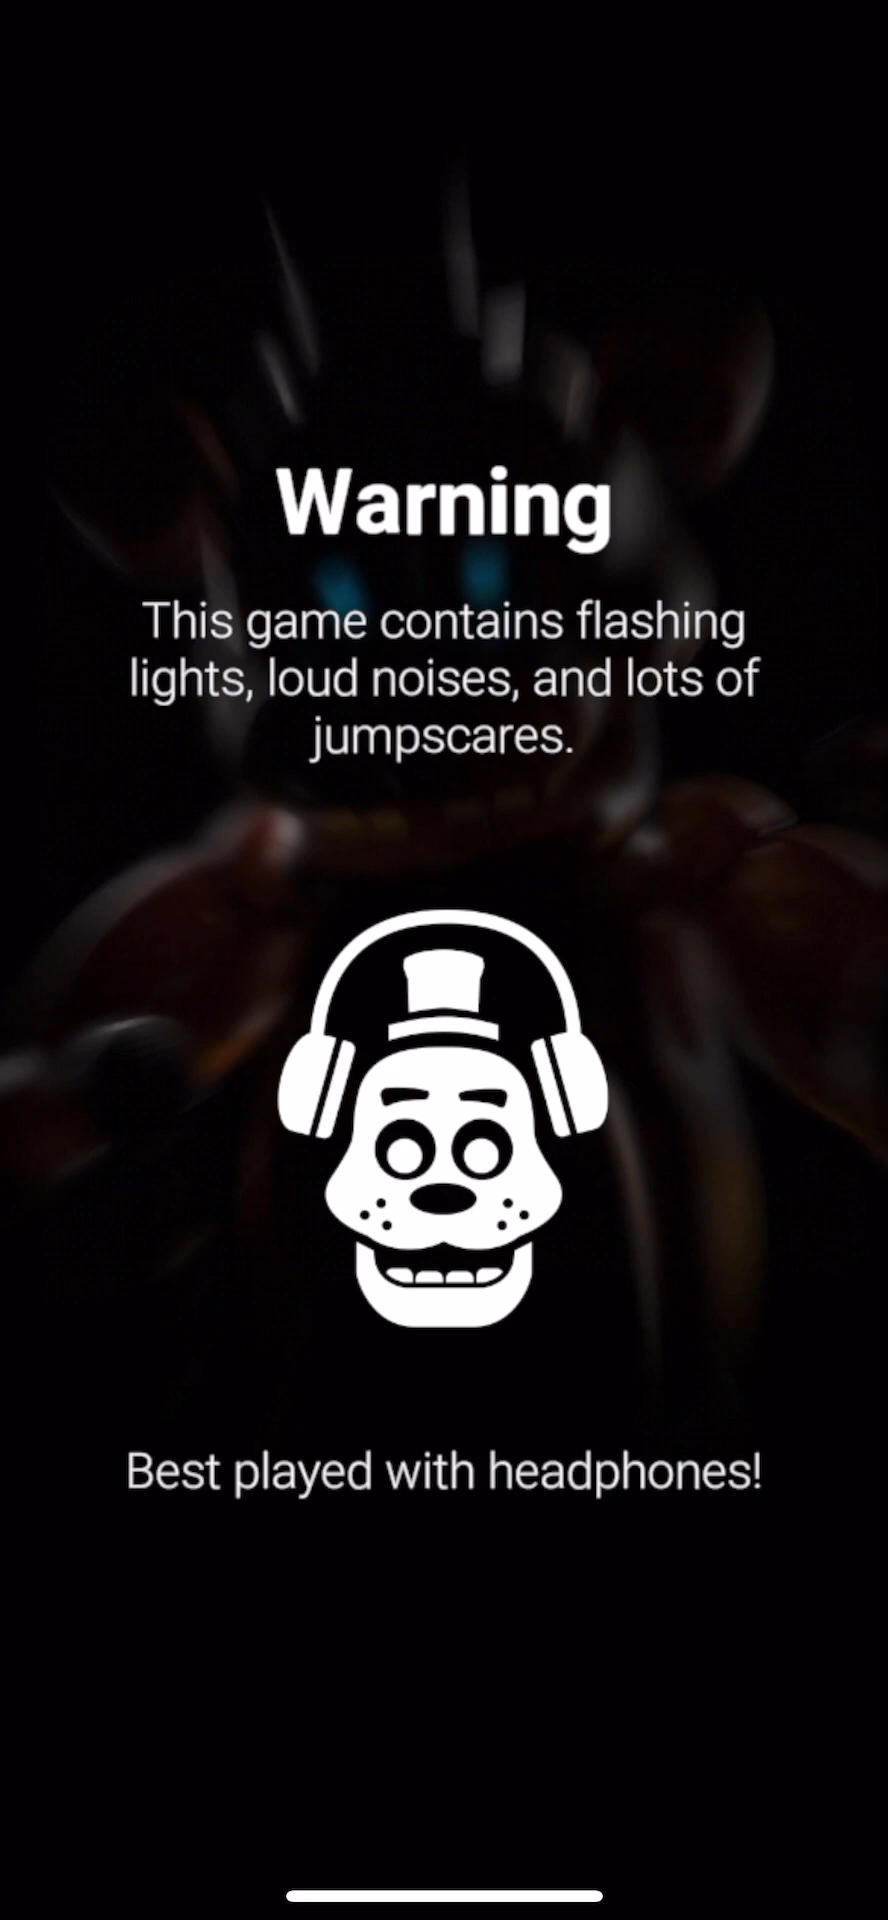 Warning
This game contains flashing
lights, loud noises, and lots of
jumpscares.
Best played with headphones!